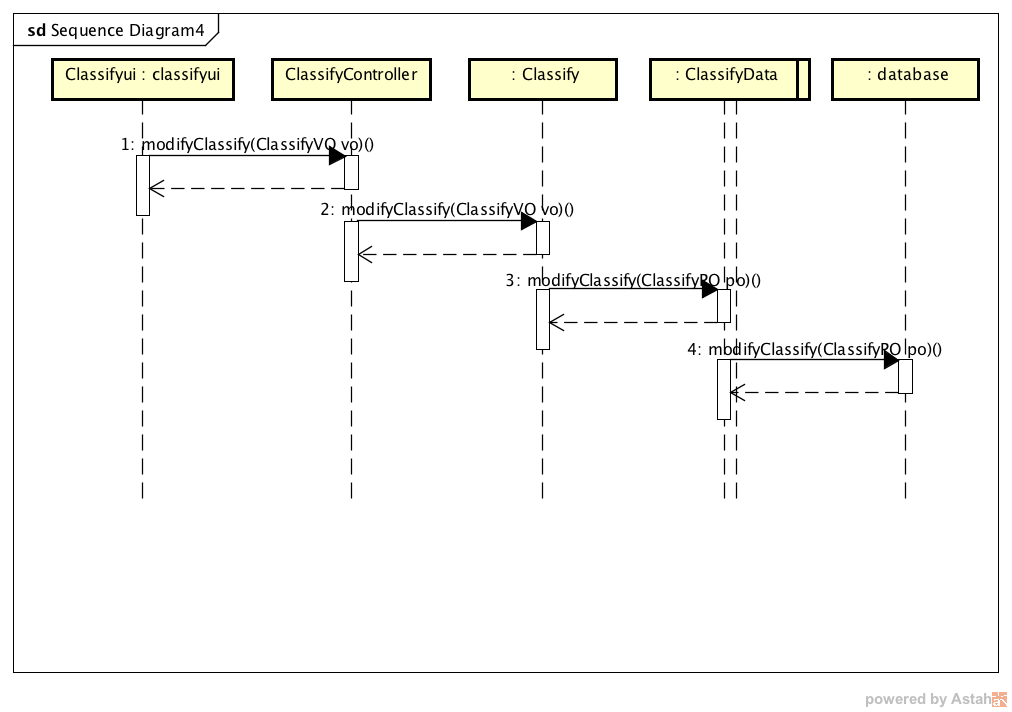 sd Sequence Diagram4
Classifyui : classifyui
ClassifyController
: Classify
: ClassifyData
: database
1: modifyClassify(ClassifyVO vo)()
2: modifyClassify(ClassifyVO vo)()
3: modifyClassify(ClassifyPO po)()
4: modifyClassify(ClassifyPO po)()
powered by Astah